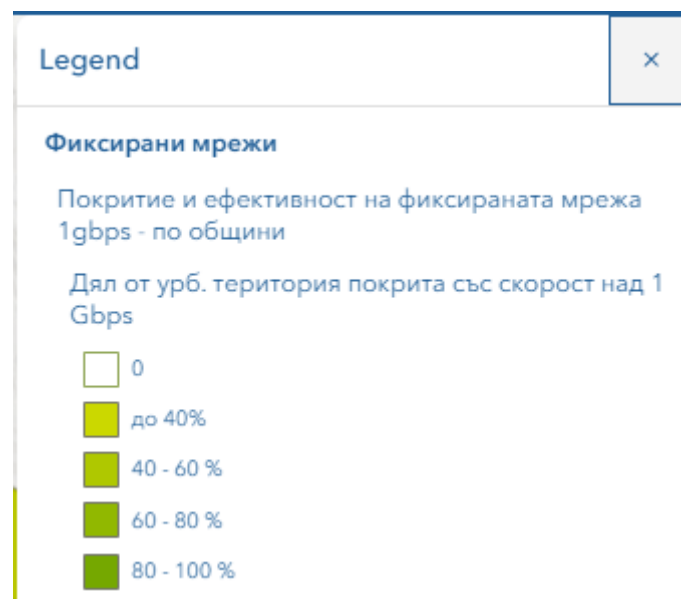 Legend ×
Фиксирани мрежи
Покритие и ефективност на фиксираната мрежа
1gbps - по общини
Дял от урб. територия покрита със скорост над 1
Gbps
0
до 40%
40 - 60 %
60 - 80 %
80 - 100 %